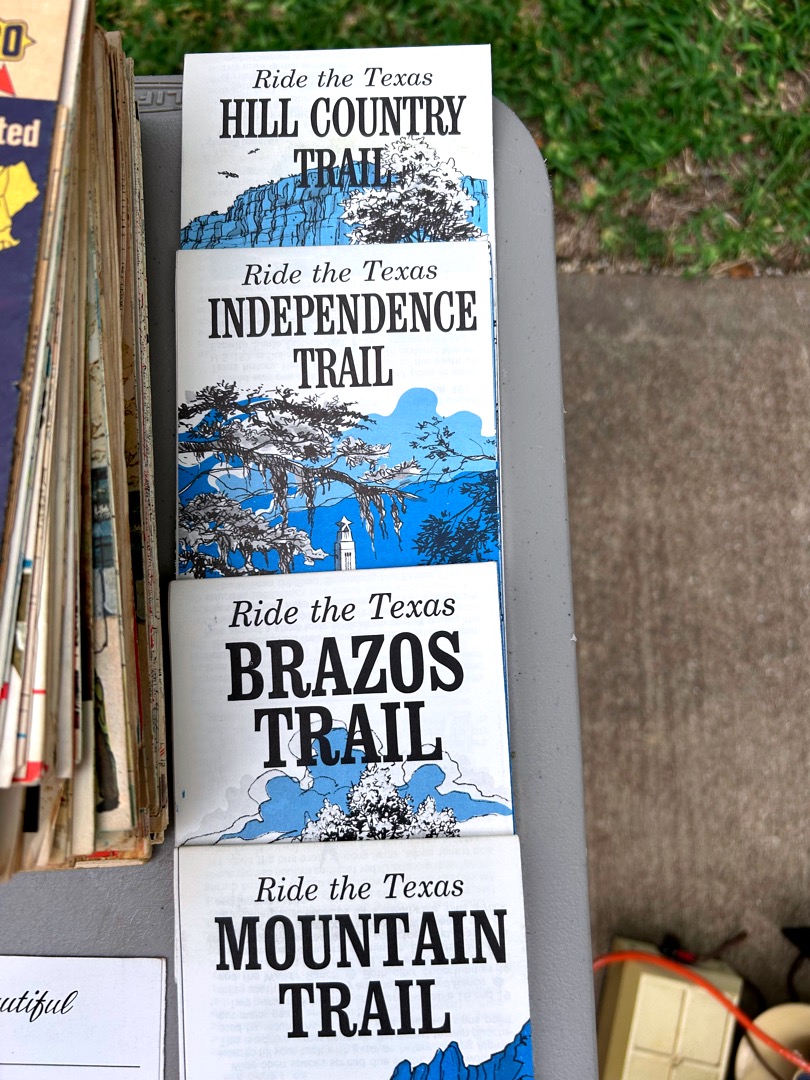 Ride the Texas
HILL COUNTRY
TRAIL
Ride the Texas
INDEPENDENCE
TRAIL
Ride the Texas
BRAZOS
TRAIL
Ride the Texas
MOUNTAIN
TRAIL